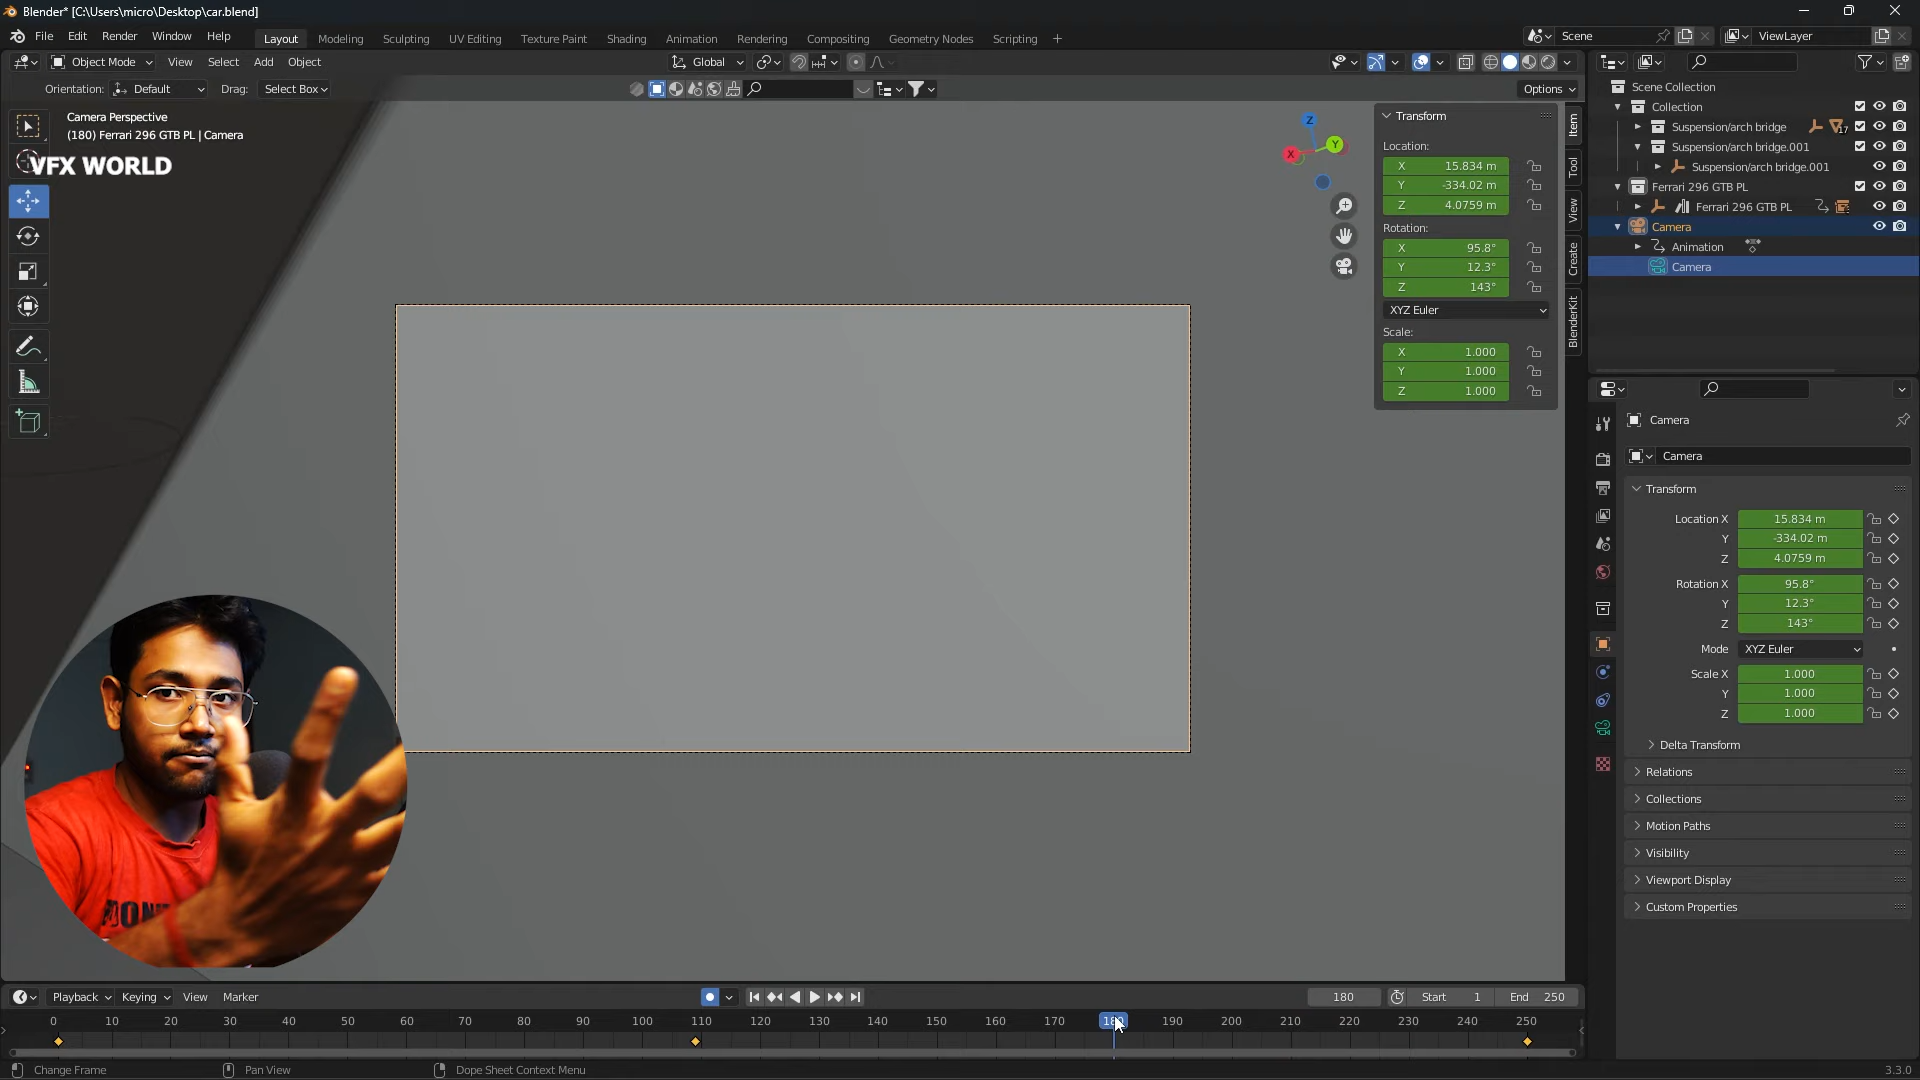 Blender* [C:\Users\micro\Desktop\car.blend]
File Edit Render Window Help
Layout Modeling Sculpting UV Editing Texture Paint Shading Animation Rendering Compositing Geometry Nodes Scripting +
Scene
ViewLayer
Object Mode View Select Add Object
Global
Orientation: Default Drag: Select Box
Options
Camera Perspective
(180) Ferrari 296 GTB PL | Camera
VFX WORLD
Z
Y
X
Transform
Location:
X 15.834 m
Y -334.02 m
Z 4.0759 m
Rotation:
X 95.8°
Y 12.3°
Z 143°
XYZ Euler
Scale:
X 1.000
Y 1.000
Z 1.000
Item
Tool
View
Create
BlenderKit
Scene Collection
Collection
Suspension/arch bridge 17
Suspension/arch bridge.001
Suspension/arch bridge.001
Ferrari 296 GTB PL
Ferrari 296 GTB PL
Camera
Animation
Camera
Camera
Camera
Transform
Location X 15.834 m
Y -334.02 m
Z 4.0759 m
Rotation X 95.8°
Y 12.3°
Z 143°
Mode XYZ Euler
Scale X 1.000
Y 1.000
Z 1.000
Delta Transform
Relations
Collections
Motion Paths
Visibility
Viewport Display
Custom Properties
Playback Keying View Marker
180 Start 1 End 250
0 10 20 30 40 50 60 70 80 90 100 110 120 130 140 150 160 170 180 190 200 210 220 230 240 250
Change Frame Pan View Dope Sheet Context Menu
3.3.0